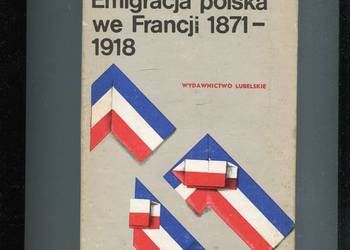 Emigracja polska
we Francji 1871-
1918
WYDAWNICTWO LUBELSKIE